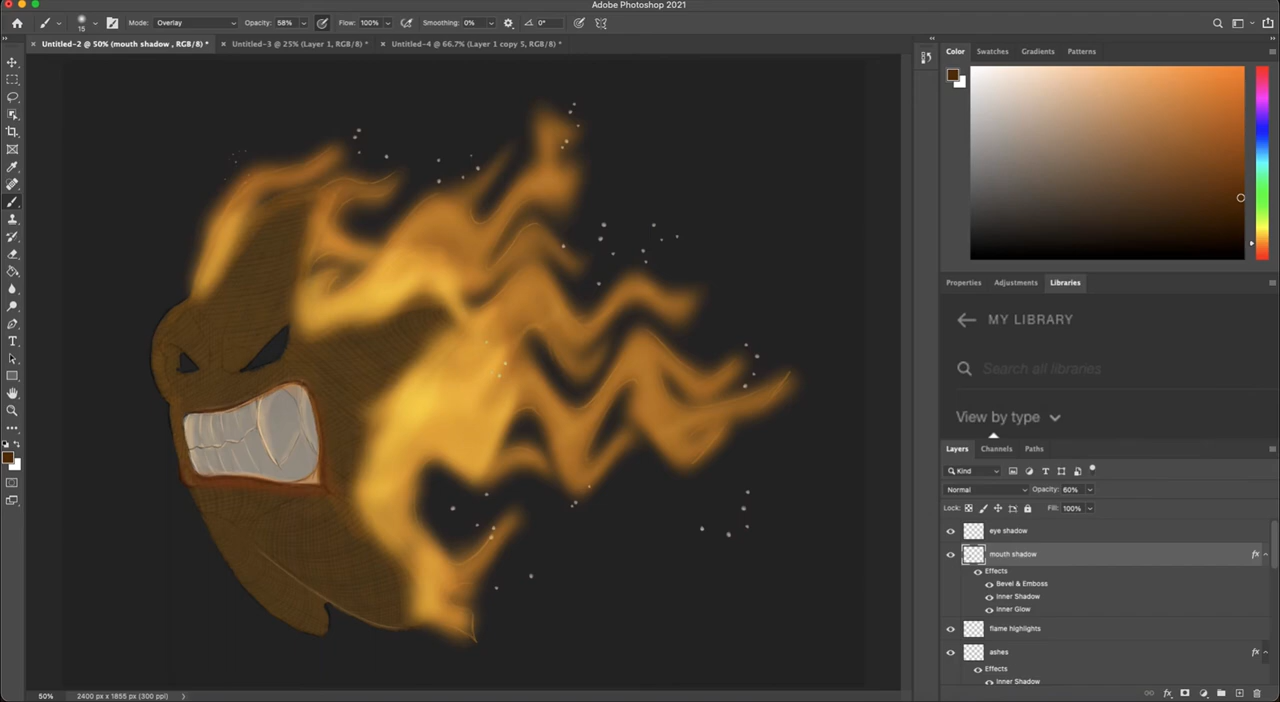 Adobe Photoshop 2021
15 Mode: Overlay Opacity: 58% Flow: 100% Smoothing: 0% 0°
× Untitled-2 @ 50% (mouth shadow , RGB/8) * × Untitled-3 @ 25% (Layer 1, RGB/8) * × Untitled-4 @ 66.7% (Layer 1 copy 5, RGB/8) *
Color Swatches Gradients Patterns
Properties Adjustments Libraries
MY LIBRARY
Search all libraries
View by type
Layers Channels Paths
Kind
Normal Opacity: 60%
Lock: Fill: 100%
eye shadow
mouth shadow fx
Effects
Bevel & Emboss
Inner Shadow
Inner Glow
flame highlights
ashes fx
Effects
Inner Shadow
50% 2400 px x 1855 px (300 ppi)